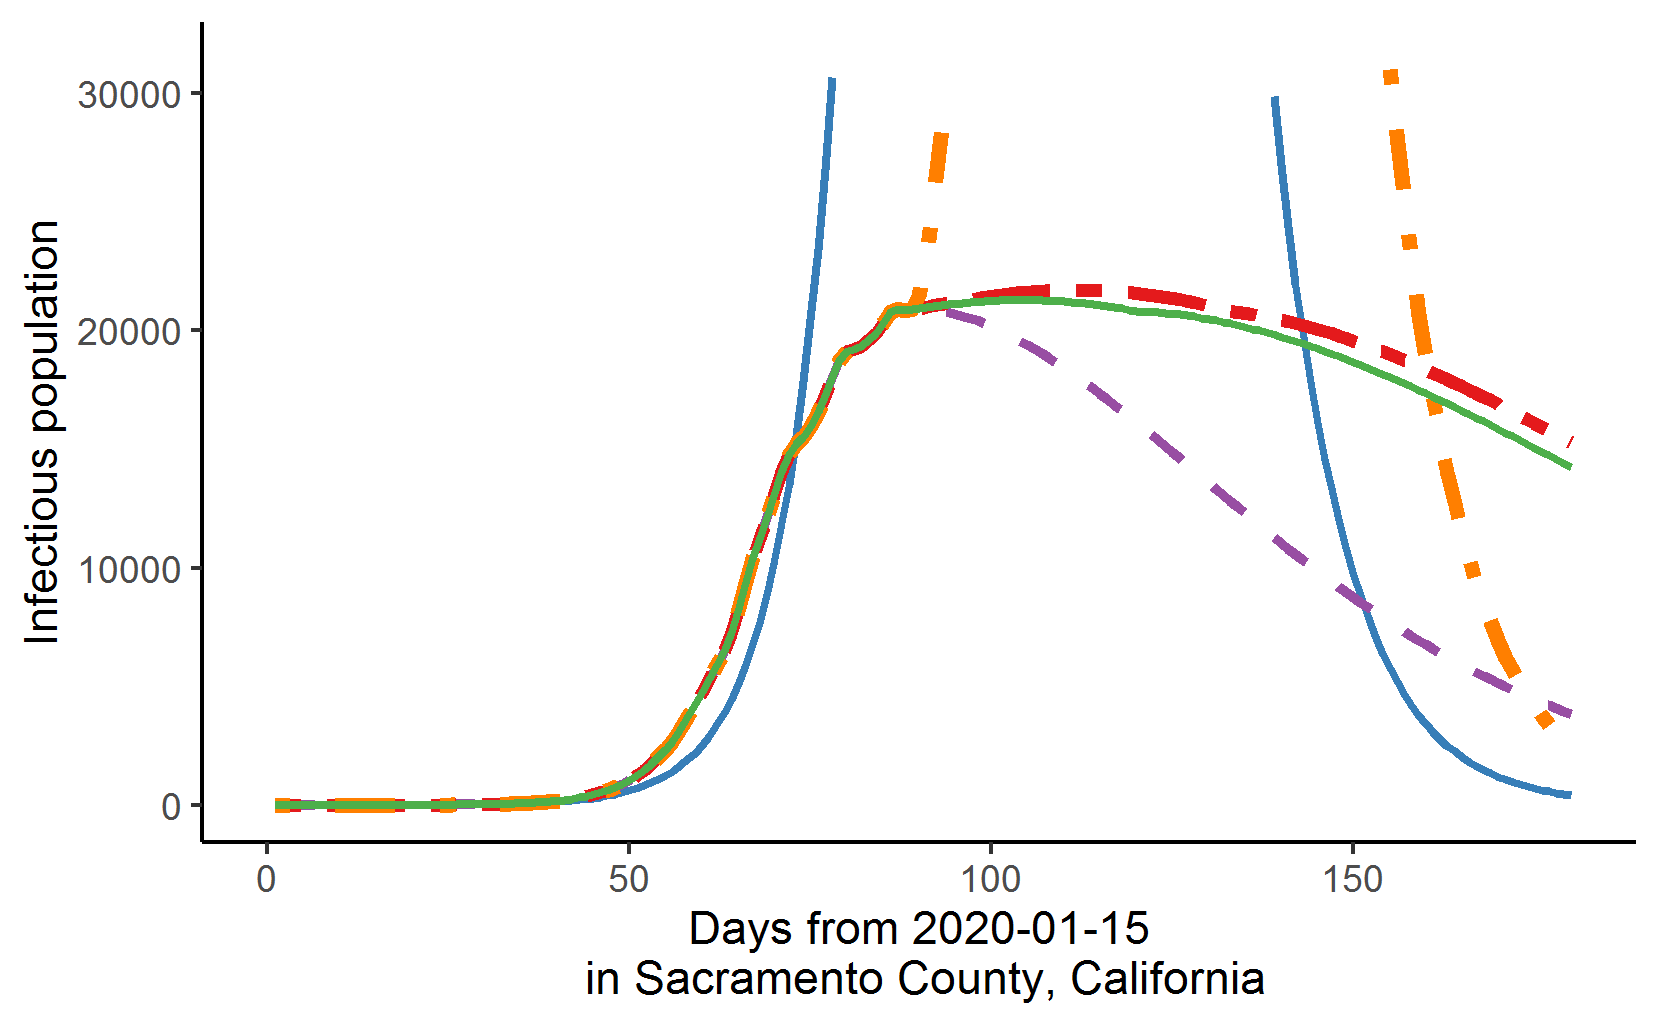 30000
20000
10000
0
Infectious population
0 50 100 150
Days from 2020-01-15
in Sacramento County, California